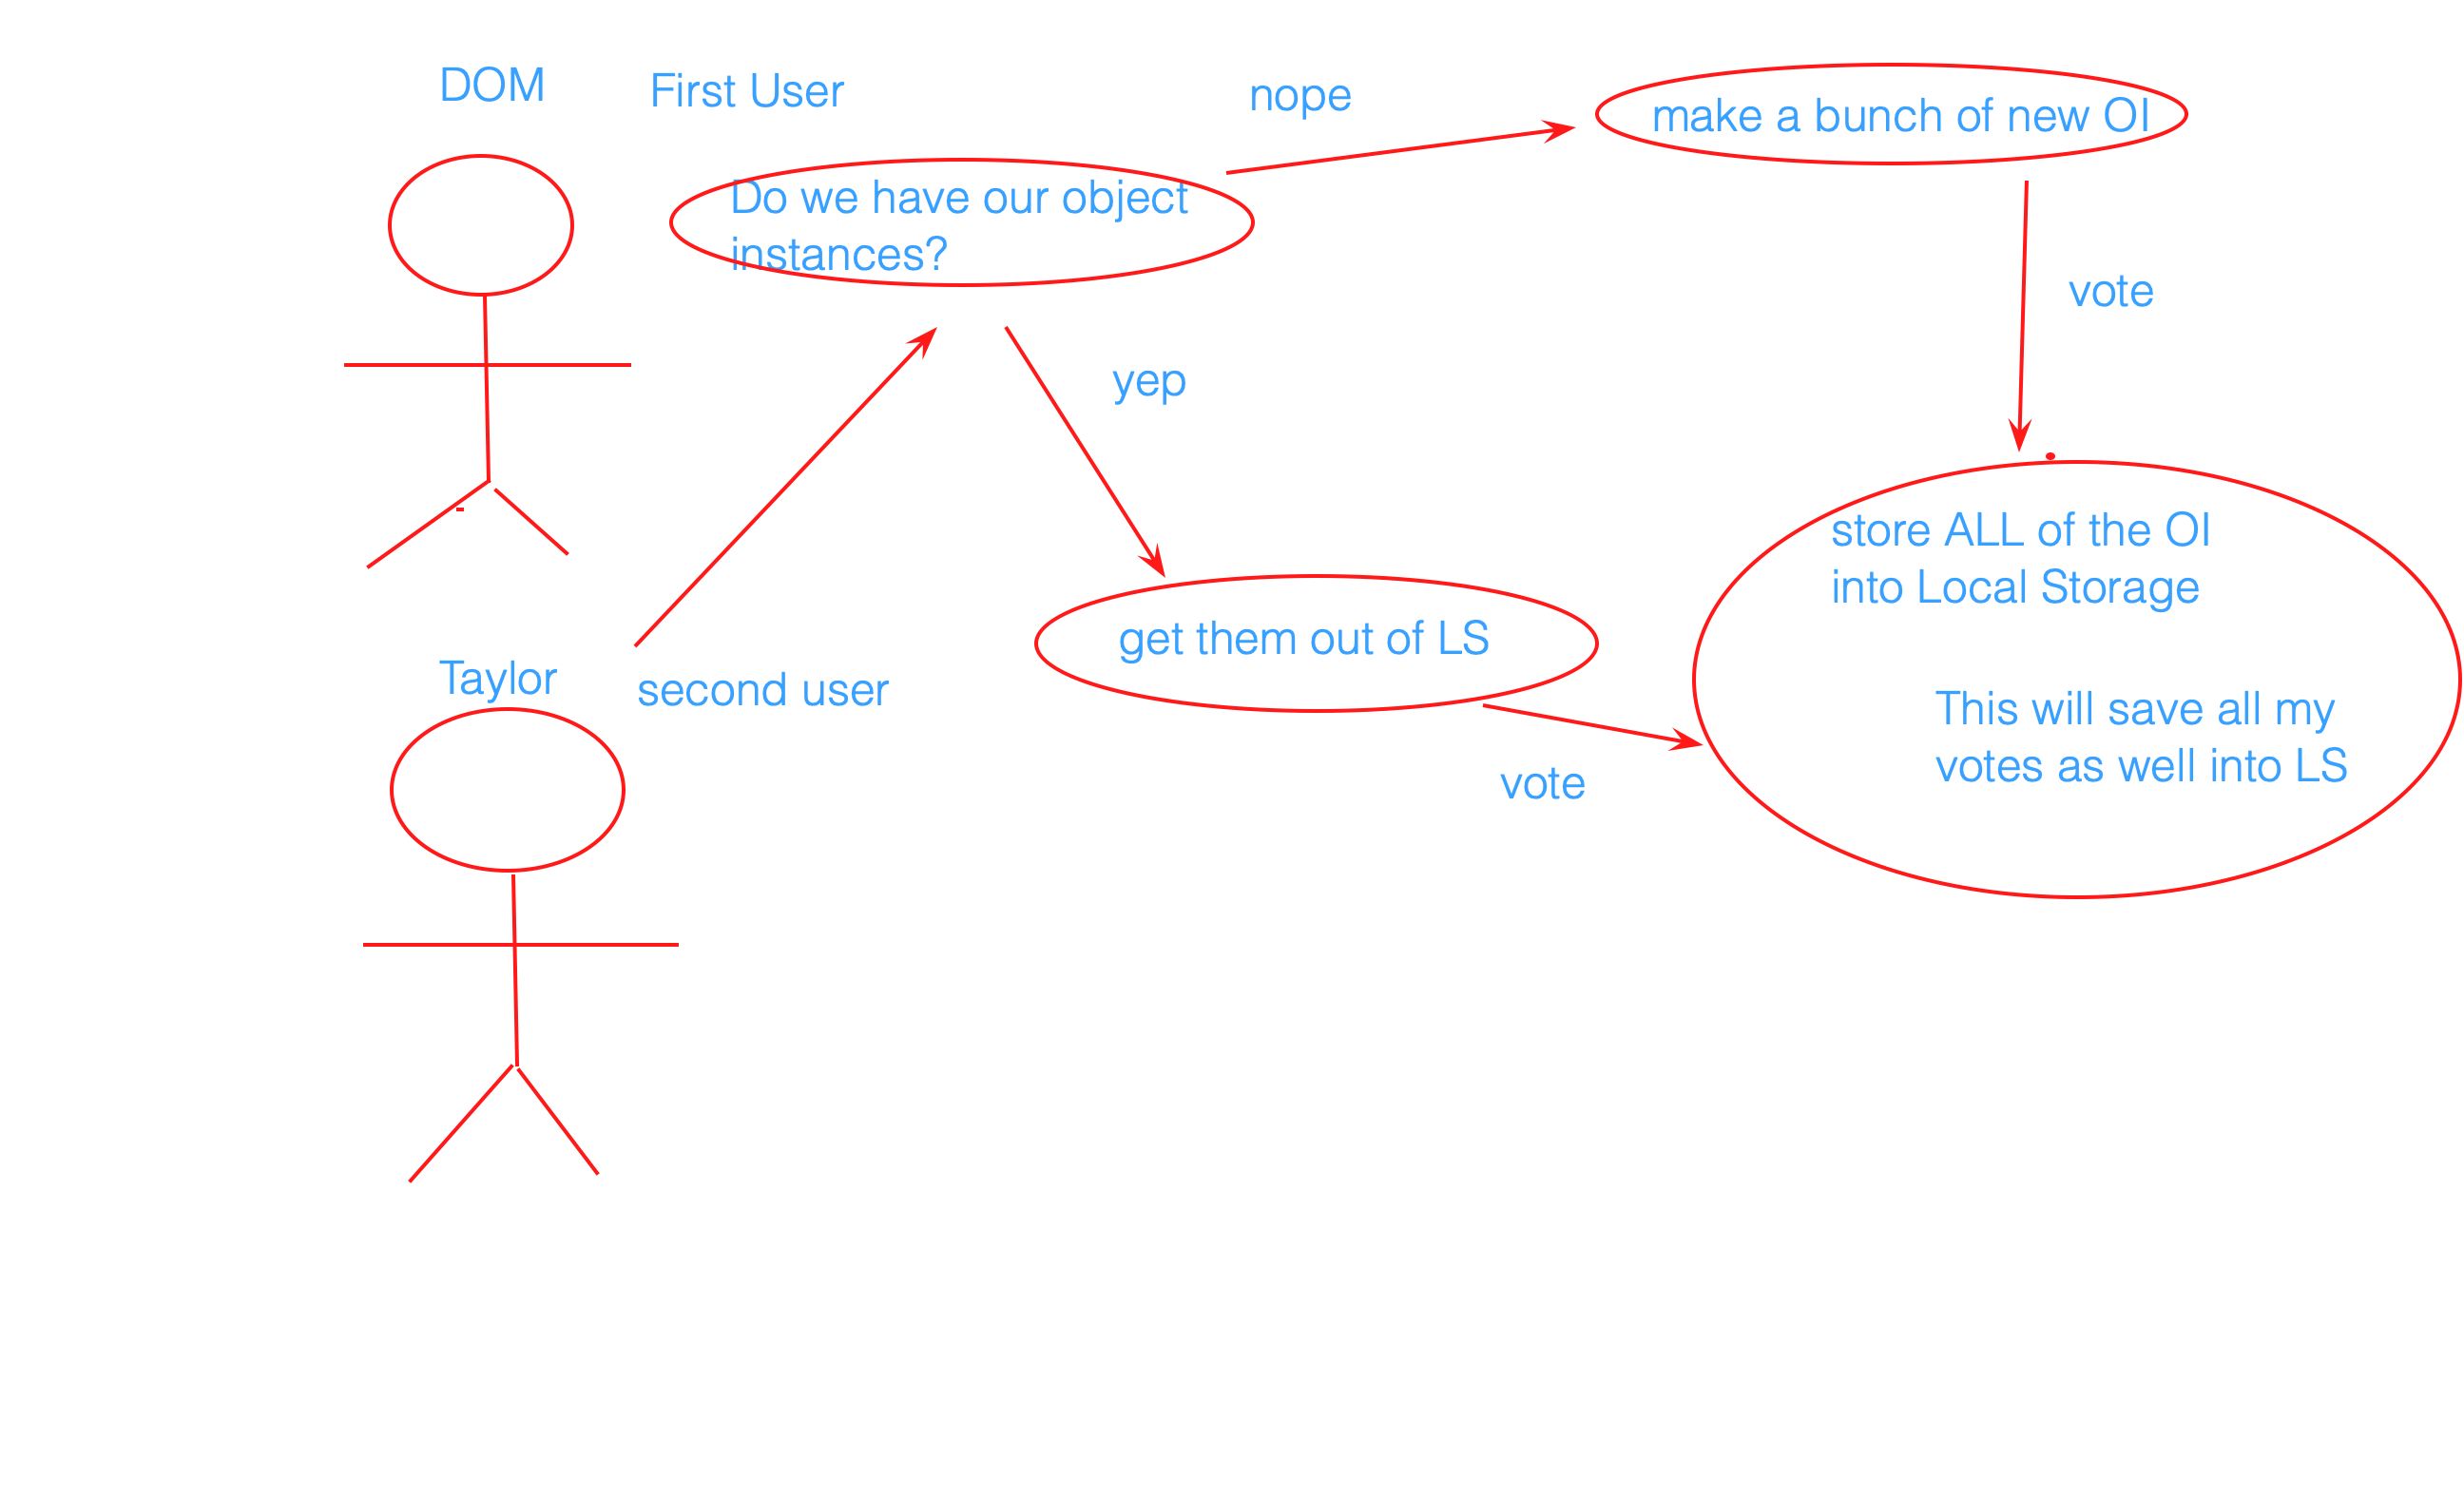 DOM
First User
nope
make a bunch of new OI
Do we have our object
instances?
vote
yep
store ALL of the OI
into Local Storage
get them out of LS
Taylor
second user
This will save all my
votes as well into LS
vote